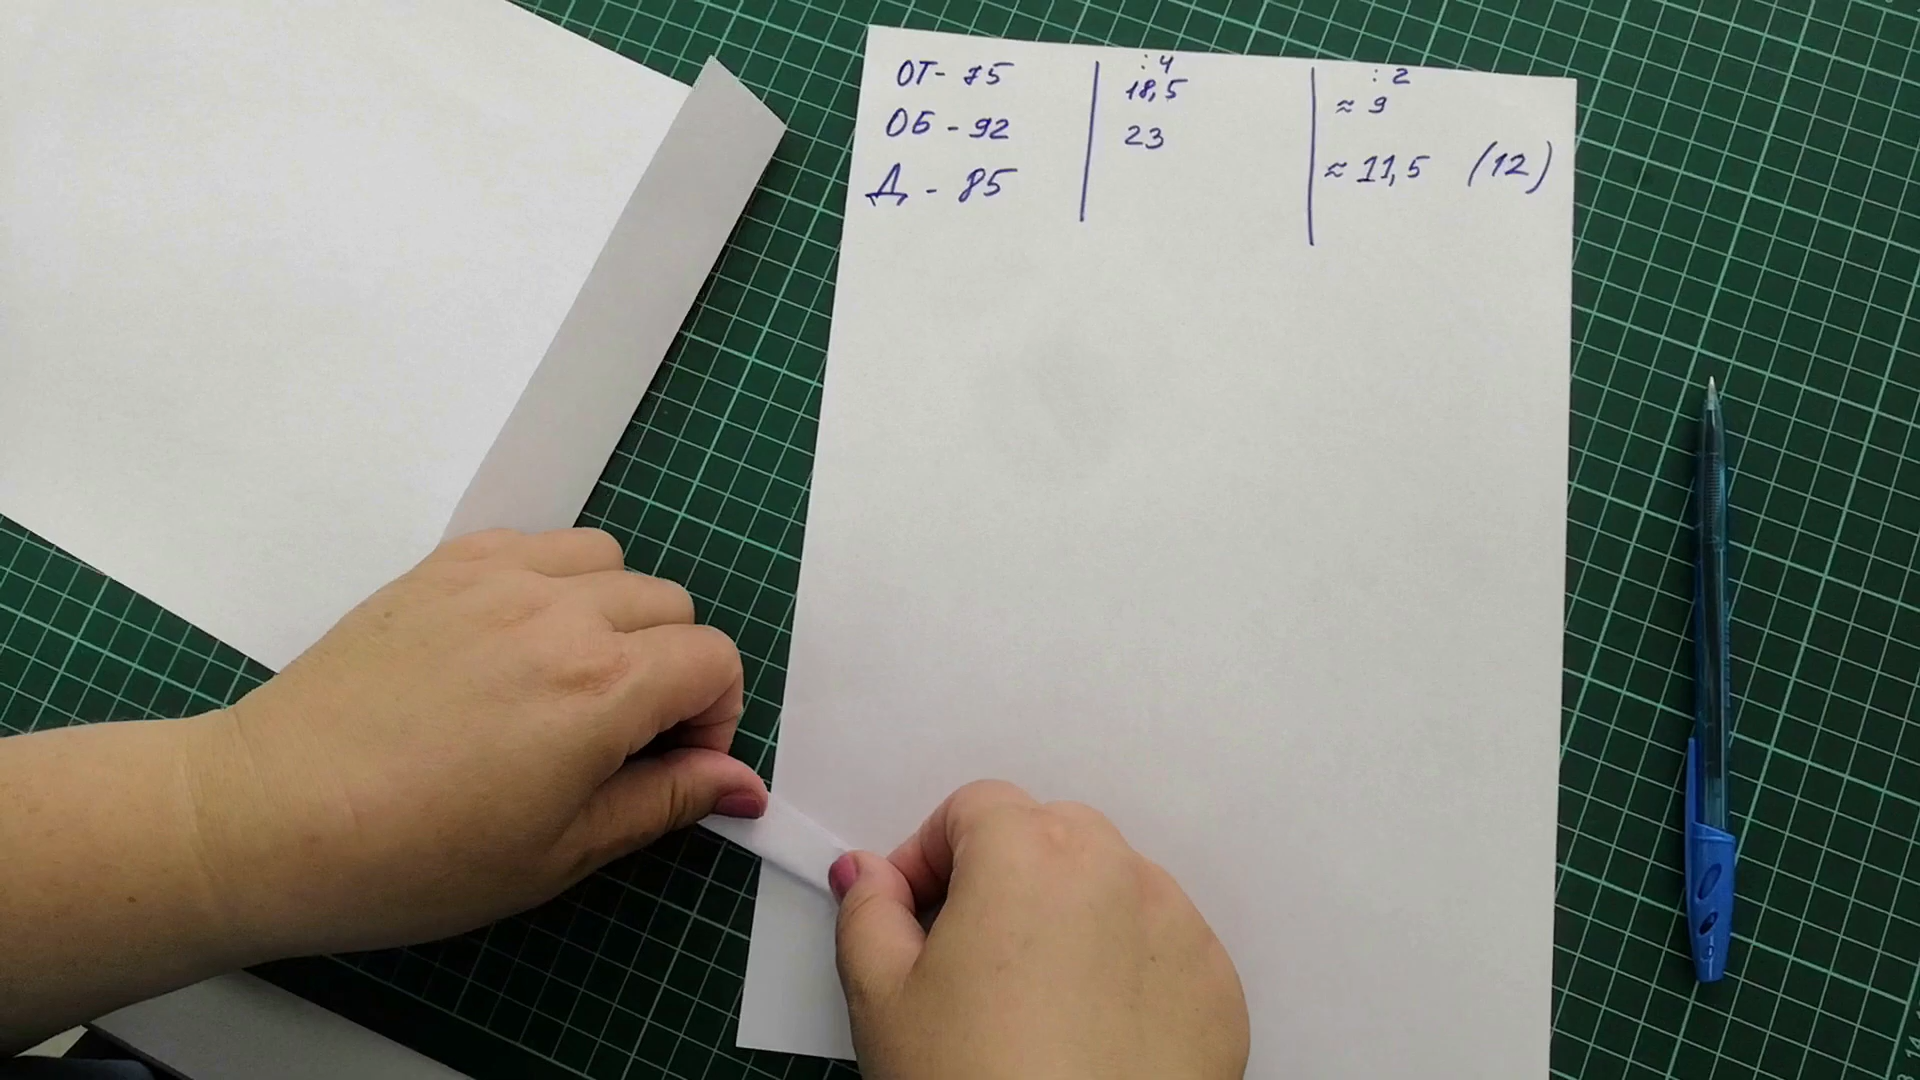 ОТ- 75 :4 18,5 :2 ≈ 9
ОБ - 92 23 ≈ 11,5 (12)
Д - 85